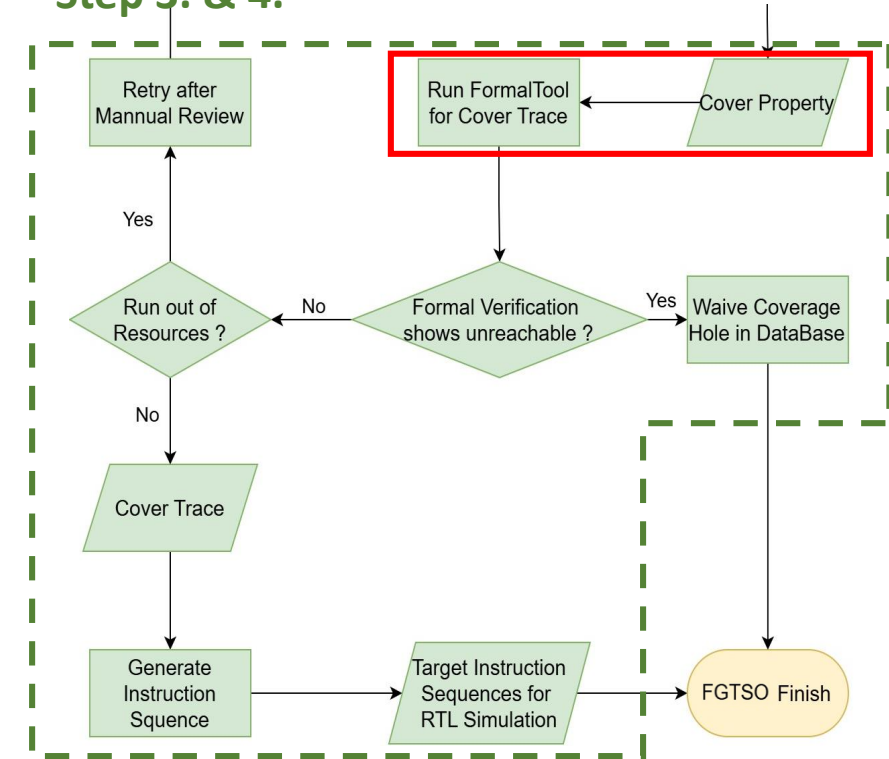 Step 3. & 4.
Retry after
Mannual Review
Run FormalTool
for Cover Trace
Cover Property
Yes
Run out of
Resources ?
No
Formal Verification
shows unreachable ?
Yes
Waive Coverage
Hole in DataBase
No
Cover Trace
Generate
Instruction
Squence
Target Instruction
Sequences for
RTL Simulation
FGTSO Finish